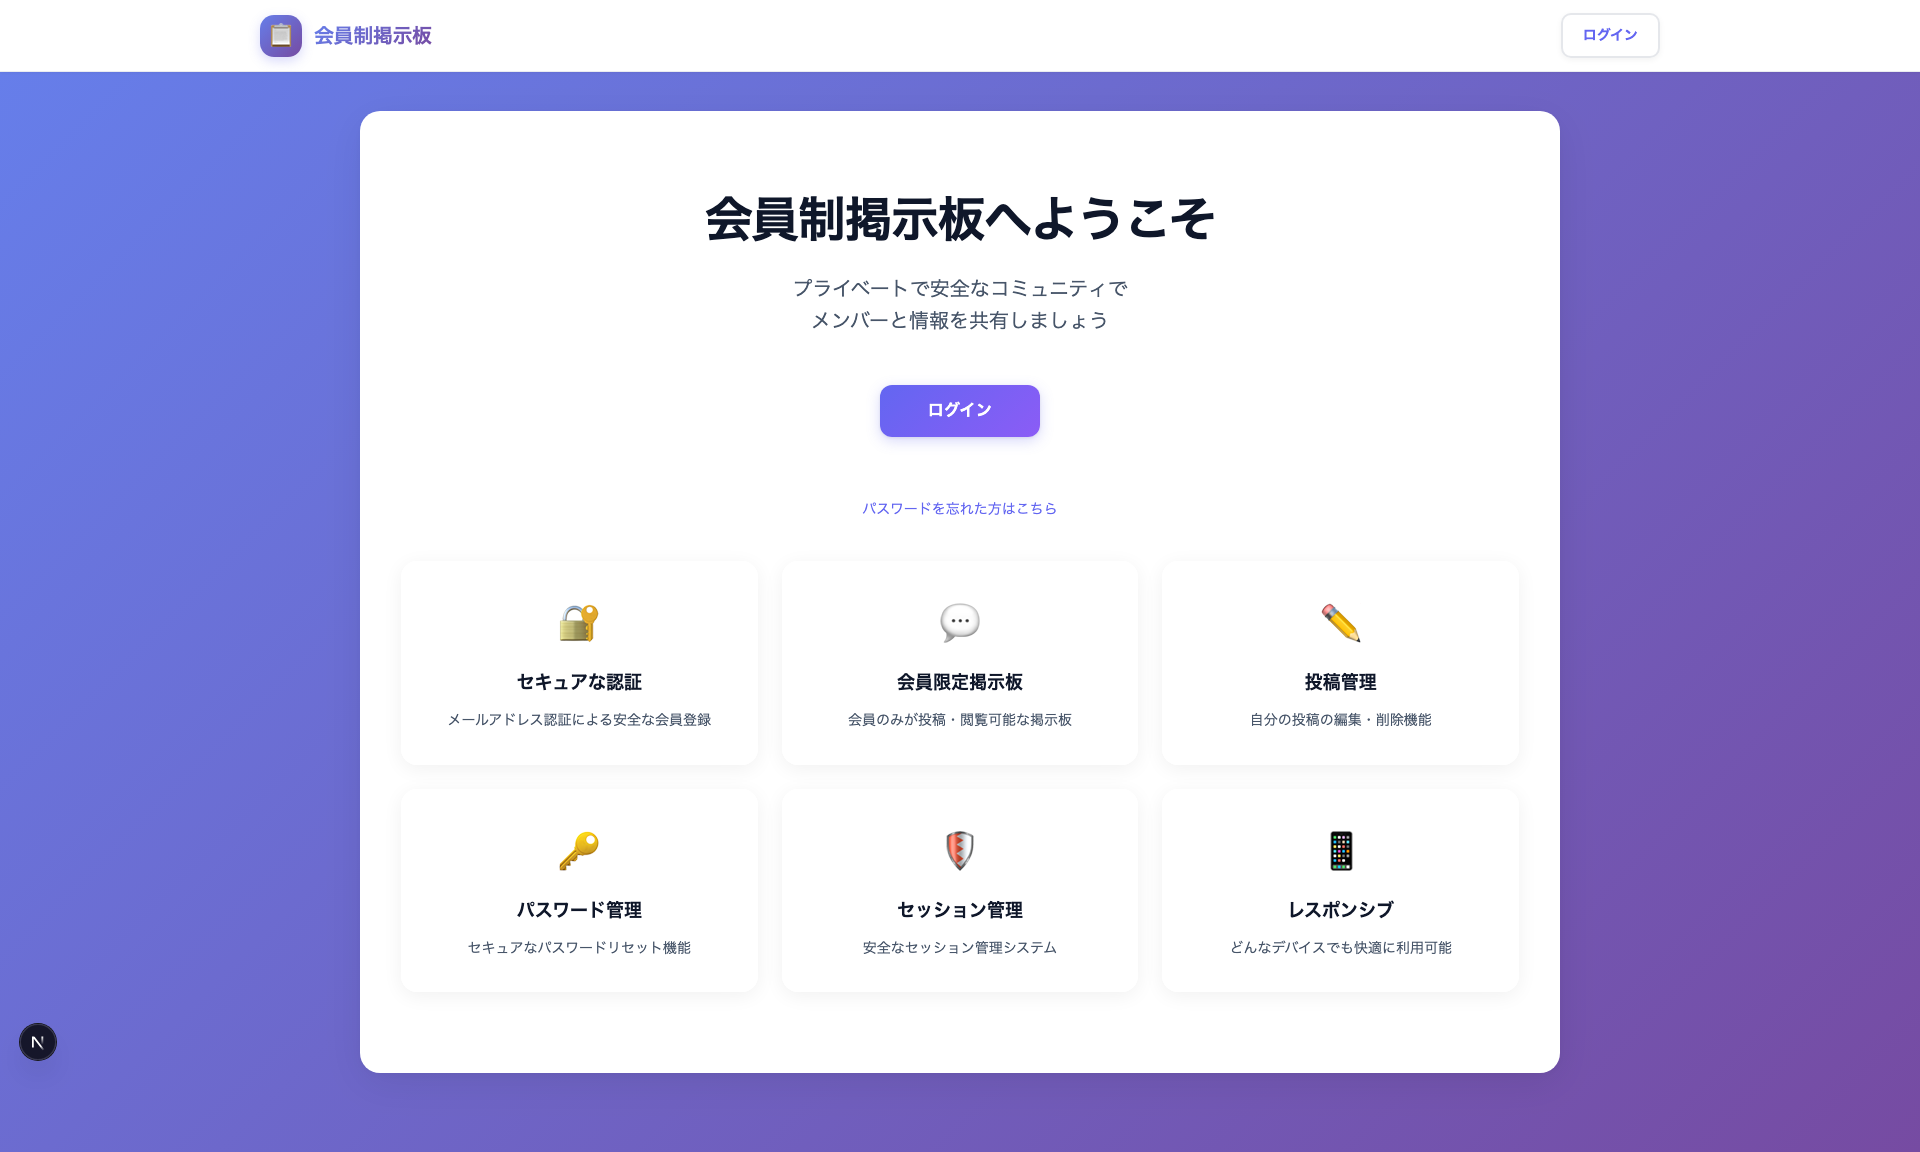 会員制掲示板
ログイン
会員制掲示板へようこそ
プライベートで安全なコミュニティで
メンバーと情報を共有しましょう
ログイン
パスワードを忘れた方はこちら
セキュアな認証
メールアドレス認証による安全な会員登録
会員限定掲示板
会員のみが投稿・閲覧可能な掲示板
投稿管理
自分の投稿の編集・削除機能
パスワード管理
セキュアなパスワードリセット機能
セッション管理
安全なセッション管理システム
レスポンシブ
どんなデバイスでも快適に利用可能
N